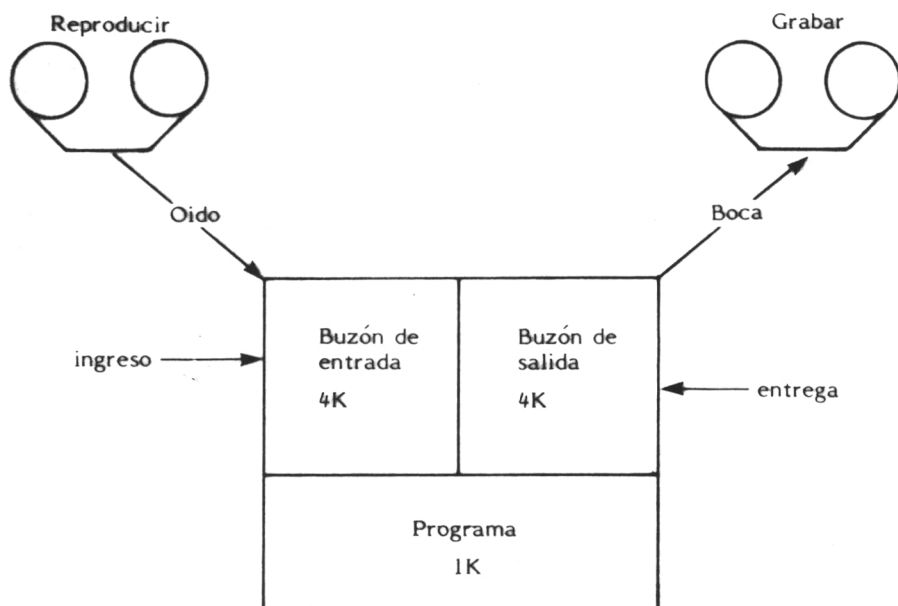 Reproducir
Grabar
Oido
Boca
Buzón de
entrada
4K
Buzón de
salida
4K
ingreso
entrega
Programa
1K